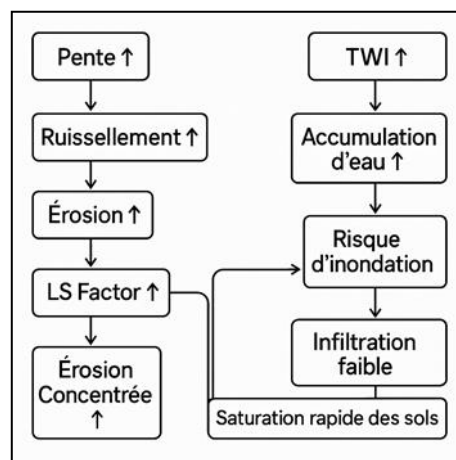 Pente ↑
Ruissellement ↑
Érosion ↑
LS Factor ↑
Érosion
Concentrée
↑
TWI ↑
Accumulation
d'eau ↑
Risque
d'inondation
Infiltration
faible
Saturation rapide des sols